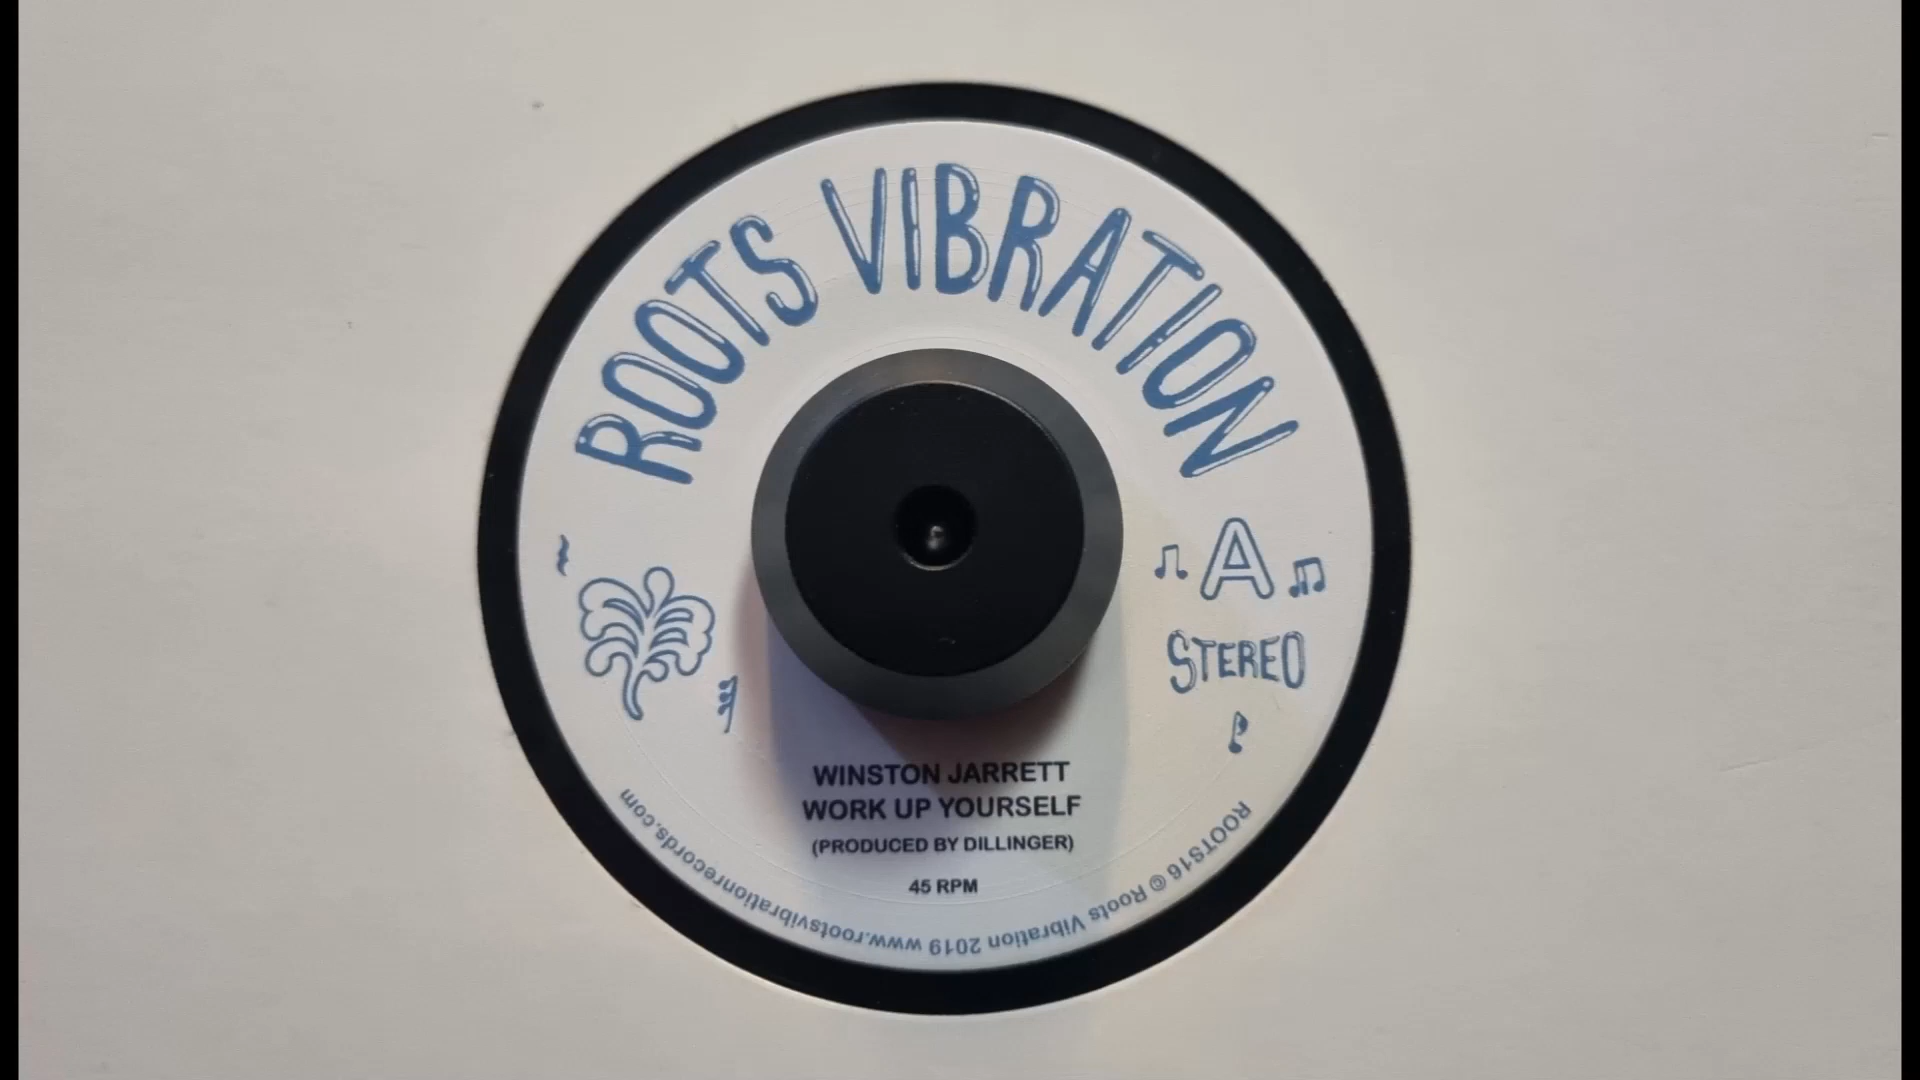 ROOTS VIBRATION
A
STEREO
WINSTON JARRETT
WORK UP YOURSELF
(PRODUCED BY DILLINGER)
45 RPM
ROOTS16 © Roots Vibration 2019 www.rootsvibrationrecords.com